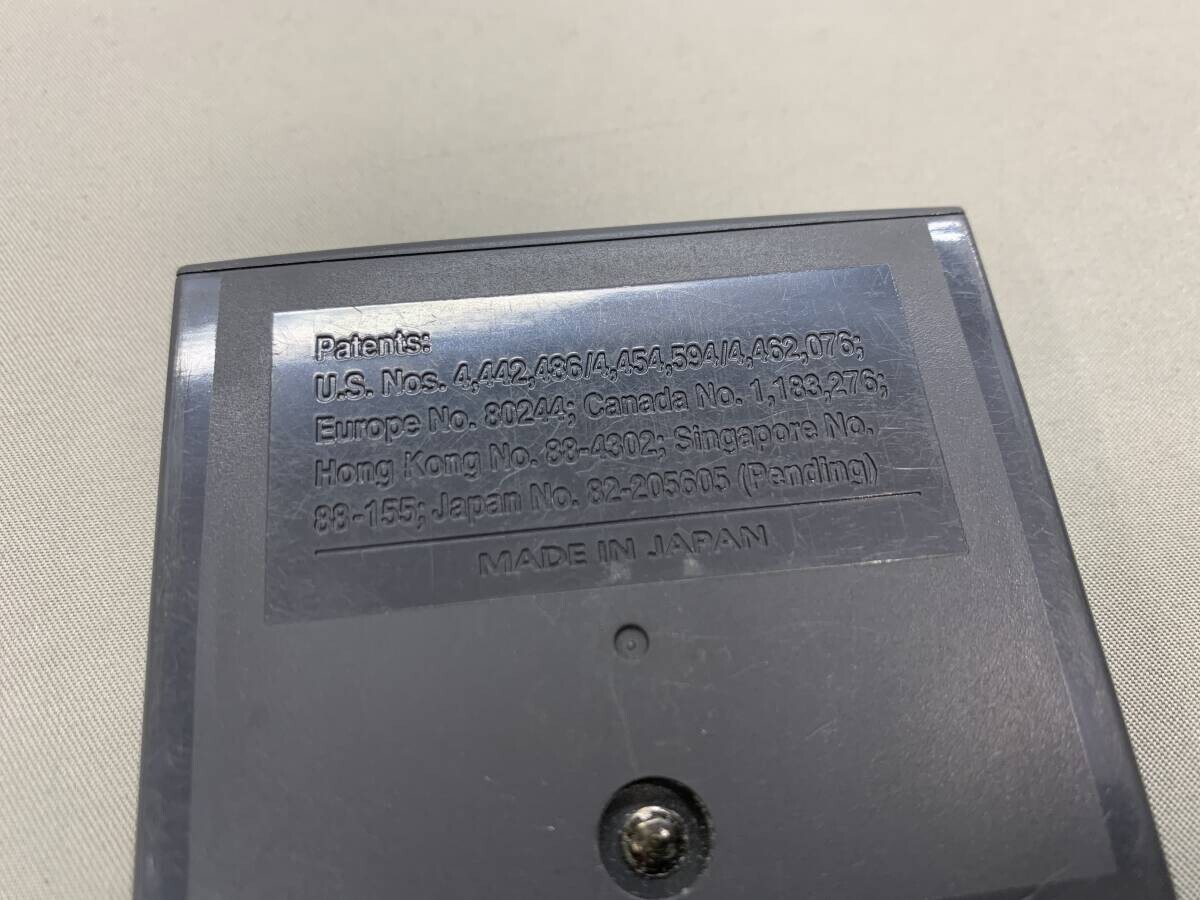 Patents:
U.S. Nos. 4,442,486/4,454,594/4,462,076;
Europe No. 80244; Canada No. 1,183,276;
Hong Kong No. 88-4302; Singapore No.
88-155; Japan No. 82-205605 (Pending)
MADE IN JAPAN